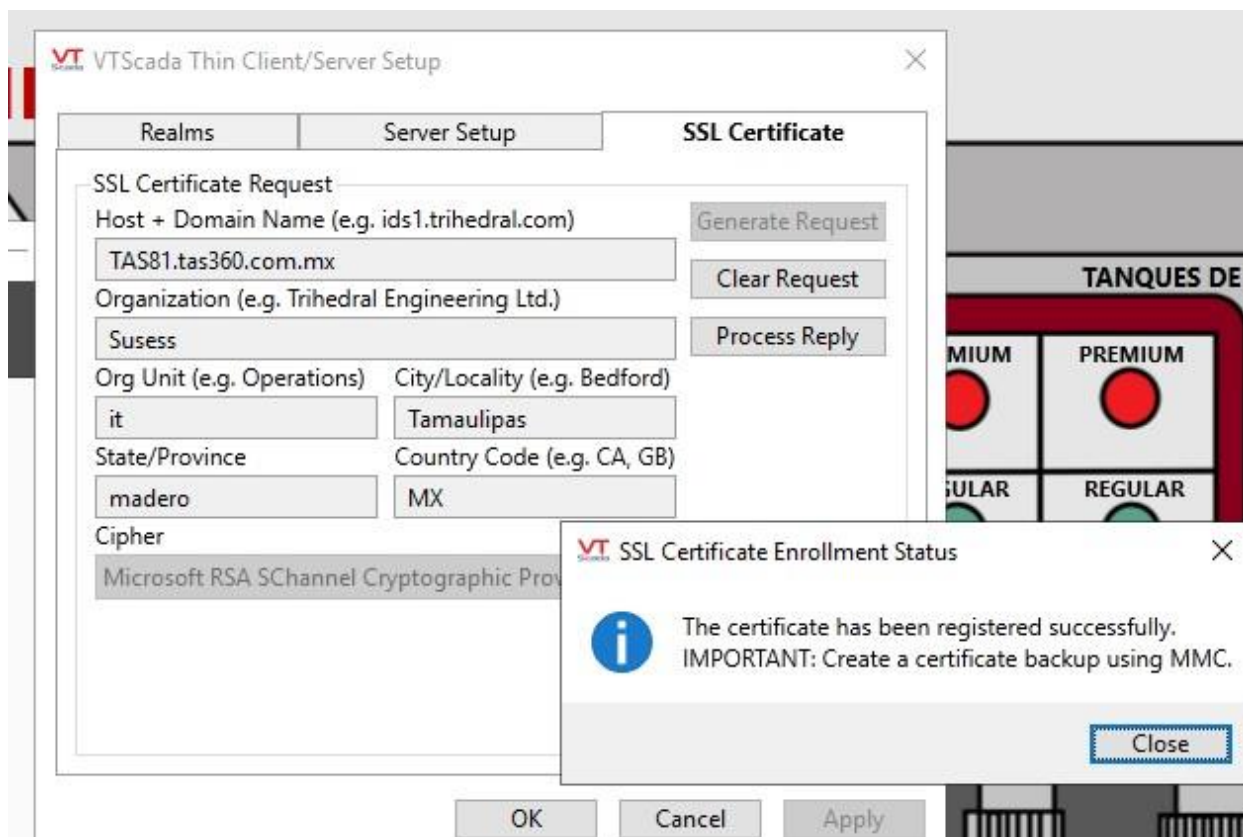 VT Scada VTScada Thin Client/Server Setup
Realms Server Setup SSL Certificate
SSL Certificate Request
Host + Domain Name (e.g. ids1.trihedral.com)
Generate Request
TAS81.tas360.com.mx
Clear Request
Organization (e.g. Trihedral Engineering Ltd.)
Susess
Process Reply
Org Unit (e.g. Operations) City/Locality (e.g. Bedford)
it Tamaulipas
State/Province Country Code (e.g. CA, GB)
madero MX
Cipher
Microsoft RSA SChannel Cryptographic Prov
TANQUES DE
MIUM PREMIUM
ULAR REGULAR
VT Scada SSL Certificate Enrollment Status
The certificate has been registered successfully.
IMPORTANT: Create a certificate backup using MMC.
Close
OK Cancel Apply